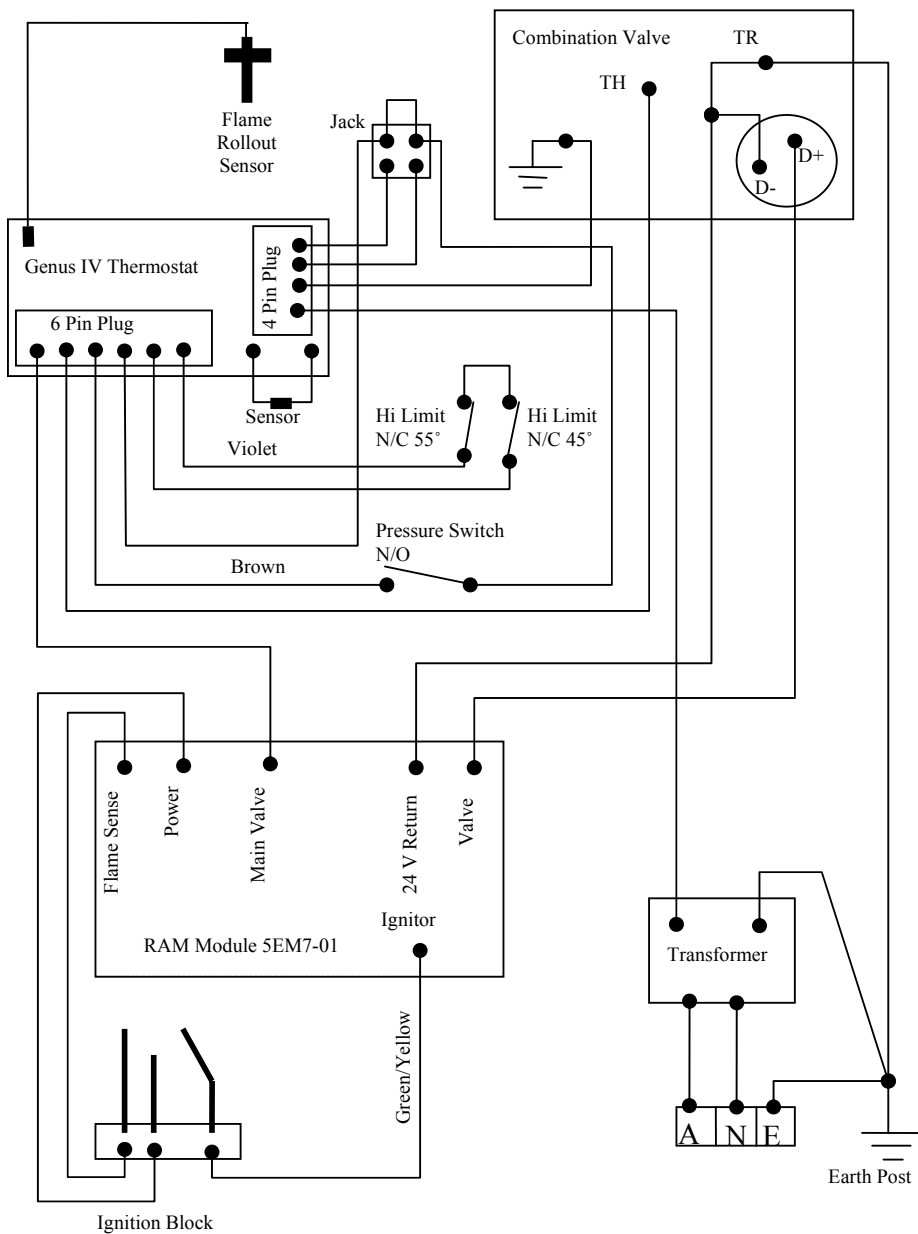 Combination Valve
TR
TH
D+
D-
Flame
Rollout
Sensor
Jack
Genus IV Thermostat
4 Pin Plug
6 Pin Plug
Sensor
Hi Limit
N/C 55˚
Hi Limit
N/C 45˚
Violet
Pressure Switch
N/O
Brown
Flame Sense
Power
Main Valve
24 V Return
Valve
Ignitor
RAM Module 5EM7-01
Transformer
Green/Yellow
A N E
Earth Post
Ignition Block